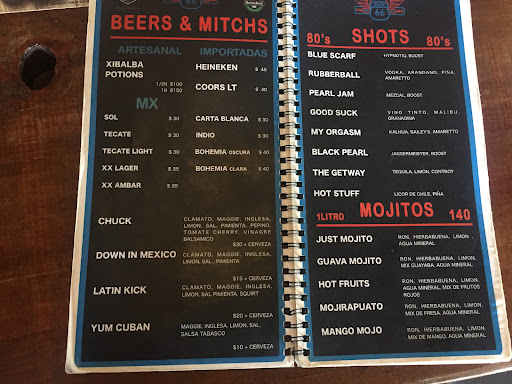 66
Heineken
BEERS & MITCHS
ARTESANAL IMPORTADAS
XIBALBA
POTIONS
1/2lt $100
1lt $150
HEINEKEN $ 45
COORS LT $ 40
MX
SOL $ 30
TECATE $ 30
TECATE LIGHT $ 30
XX LAGER $ 35
XX AMBAR $ 35
CARTA BLANCA $ 30
INDIO $ 30
BOHEMIA OSCURA $ 40
BOHEMIA CLARA $ 40
CHUCK CLAMATO, MAGGIE, INGLESA,
LIMON, SAL, PIMIENTA, PEPINO,
TOMATE CHERRY, VINAGRE
BALSAMICO
$30 + CERVEZA
DOWN IN MEXICO CLAMATO, MAGGIE, INGLESA,
LIMON, SAL, PIMIENTA
$15 + CERVEZA
LATIN KICK CLAMATO, MAGGIE, INGLESA,
LIMON, SAL PIMIENTA, SQUIRT
$20 + CERVEZA
YUM CUBAN MAGGIE, INGLESA, LIMON, SAL,
SALSA TABASCO
$10 + CERVEZA
66
80's SHOTS 80's
BLUE SCARF HYPNOTIQ, BOOST
RUBBERBALL VODKA, ARANDANO, PIÑA,
AMARETTO
PEARL JAM MEZCAL, BOOST
GOOD SUCK VINO TINTO, MALIBU,
GRANADINA
MY ORGASM KALHUA, BAILEYS, AMARETTO
BLACK PEARL JAGERMEISTER, BOOST
THE GETWAY TEQUILA, LIMON, CONTROY
HOT STUFF LICOR DE CHILE, PIÑA
1LITRO MOJITOS 140
JUST MOJITO RON, HIERBABUENA, LIMON,
AGUA MINERAL
GUAVA MOJITO RON, HIERBABUENA, LIMON,
MIX GUAYABA, AGUA MINERAL
HOT FRUITS RON, HIERBABUENA, LIMON,
AGUA MINERAL, MIX DE FRUTOS
ROJOS
MOJIRAPUATO RON, HIERBABUENA, LIMON,
MIX DE FRESA, AGUA MINERAL
MANGO MOJO RON, HIERBABUENA, LIMON,
MIX DE MANGO, AGUA MINERAL